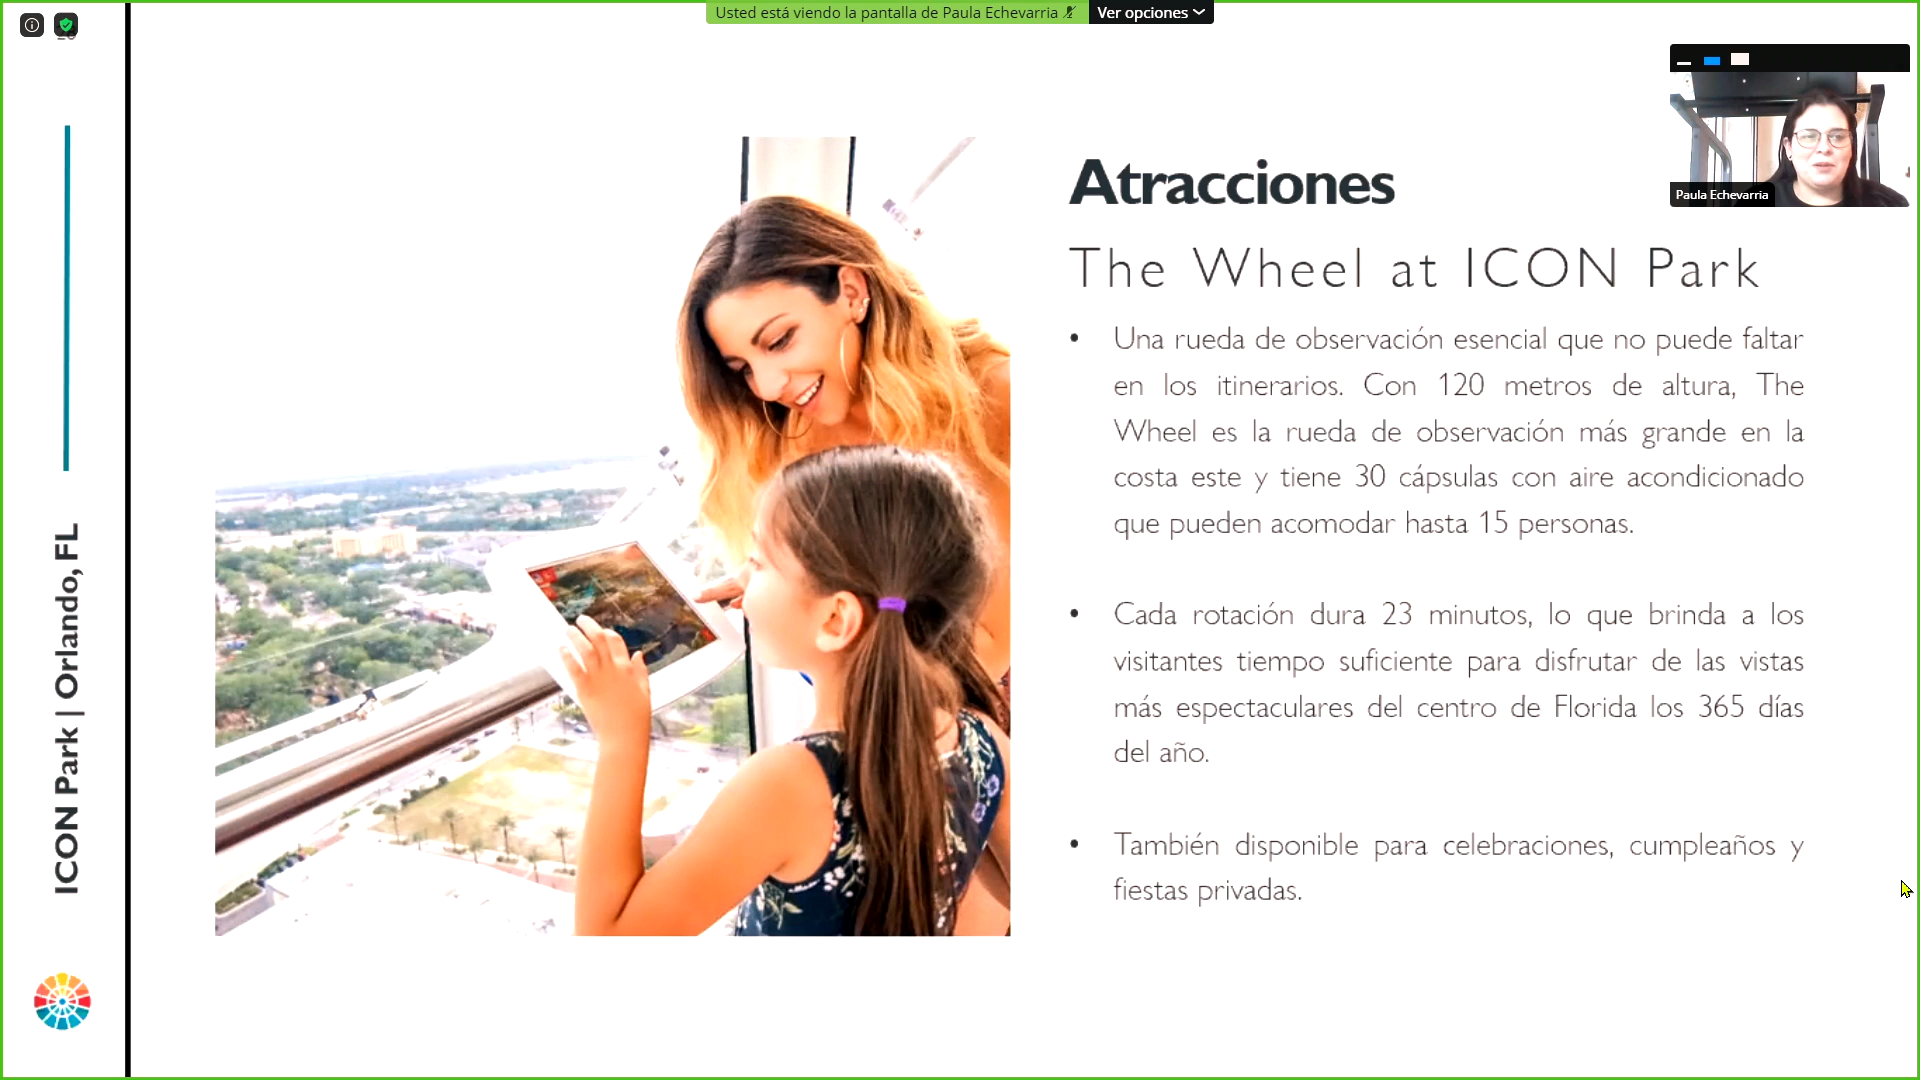 Usted está viendo la pantalla de Paula Echevarria
Ver opciones
Paula Echevarria
ICON Park | Orlando, FL
Atracciones
The Wheel at ICON Park
• Una rueda de observación esencial que no puede faltar
en los itinerarios. Con 120 metros de altura, The
Wheel es la rueda de observación más grande en la
costa este y tiene 30 cápsulas con aire acondicionado
que pueden acomodar hasta 15 personas.
• Cada rotación dura 23 minutos, lo que brinda a los
visitantes tiempo suficiente para disfrutar de las vistas
más espectaculares del centro de Florida los 365 días
del año.
• También disponible para celebraciones, cumpleaños y
fiestas privadas.